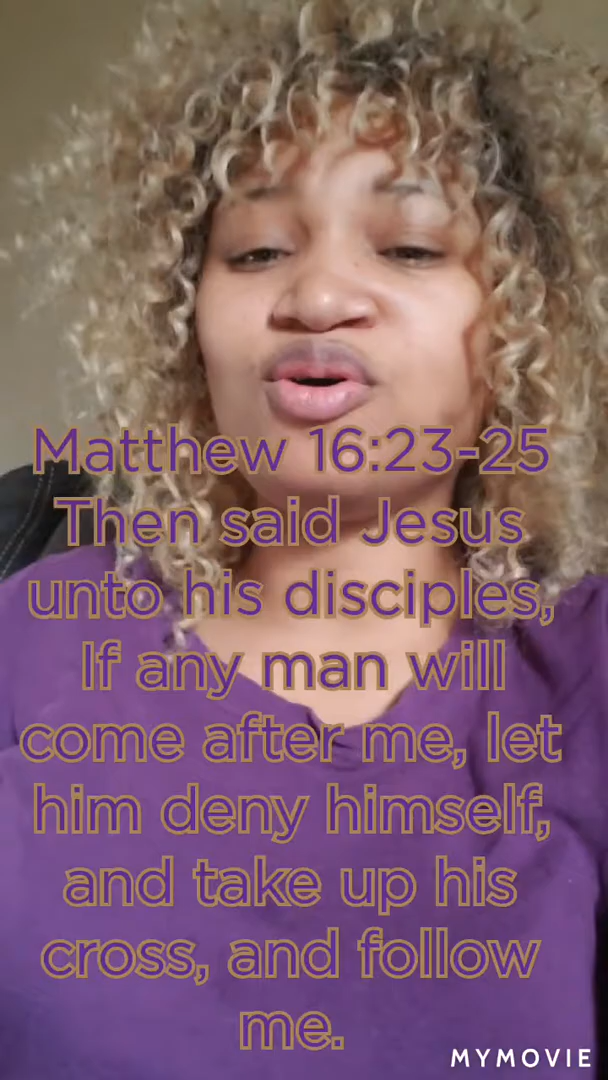 Matthew 16:23-25
Then said Jesus
unto his disciples,
If any man will
come after me, let
him deny himself,
and take up his
cross, and follow
me.
MYMOVIE